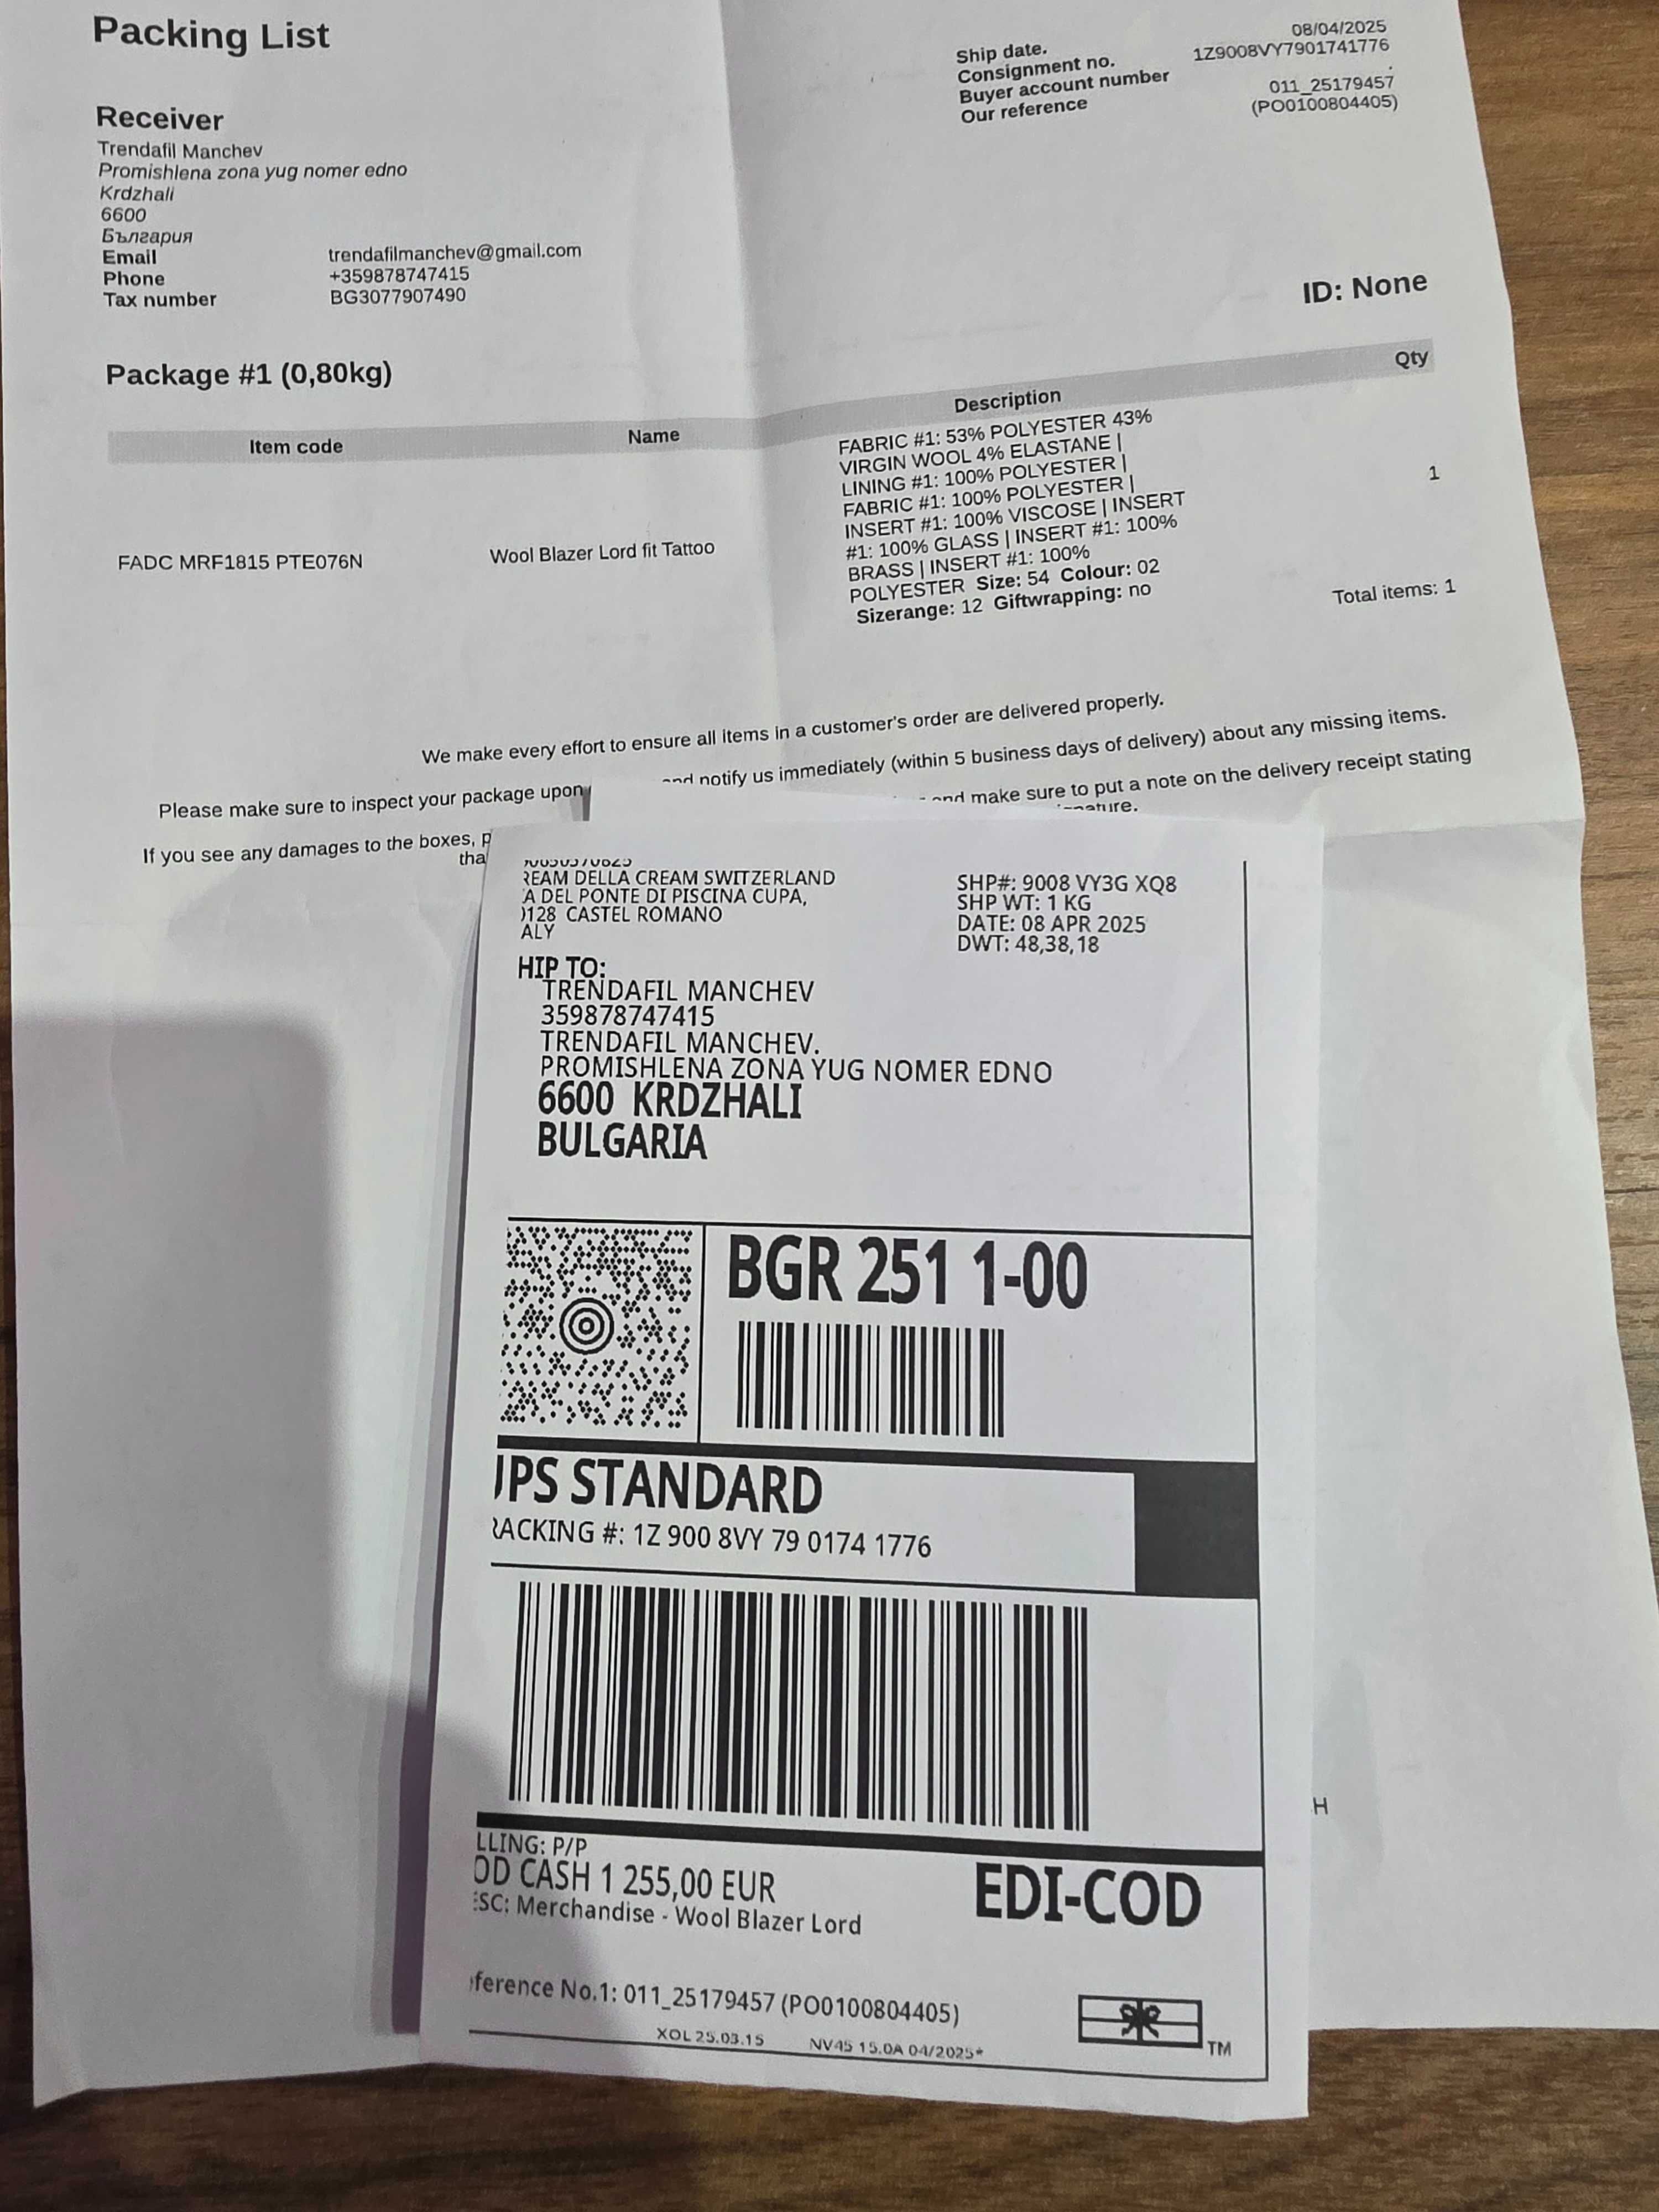 Packing List
Ship date. 08/04/2025
Consignment no. 1Z9008VY7901741776
Buyer account number .
Our reference 011_25179457
(PO0100804405)
Receiver
Trendafil Manchev
Promishlena zona yug nomer edno
Krdzhali
6600
България
Email trendafilmanchev@gmail.com
Phone +359878747415
Tax number BG3077907490
ID: None
Package #1 (0,80kg)
Item code Name Description Qty
FADC MRF1815 PTE076N Wool Blazer Lord fit Tattoo
FABRIC #1: 53% POLYESTER 43%
VIRGIN WOOL 4% ELASTANE |
LINING #1: 100% POLYESTER |
FABRIC #1: 100% POLYESTER |
INSERT #1: 100% VISCOSE | INSERT
#1: 100% GLASS | INSERT #1: 100%
BRASS | INSERT #1: 100%
POLYESTER Size: 54 Colour: 02
Sizerange: 12 Giftwrapping: no
1
Total items: 1
We make every effort to ensure all items in a customer's order are delivered properly.
Please make sure to inspect your package upon and notify us immediately (within 5 business days of delivery) about any missing items.
If you see any damages to the boxes, p and make sure to put a note on the delivery receipt stating
tha nature.
REAM DELLA CREAM SWITZERLAND
A DEL PONTE DI PISCINA CUPA,
128 CASTEL ROMANO
ALY
SHP#: 9008 VY3G XQ8
SHP WT: 1 KG
DATE: 08 APR 2025
DWT: 48,38,18
HIP TO:
TRENDAFIL MANCHEV
359878747415
TRENDAFIL MANCHEV.
PROMISHLENA ZONA YUG NOMER EDNO
6600 KRDZHALI
BULGARIA
BGR 251 1-00
UPS STANDARD
RACKING #: 1Z 900 8VY 79 0174 1776
LLING: P/P
OD CASH 1 255,00 EUR
ESC: Merchandise - Wool Blazer Lord
EDI-COD
ference No.1: 011_25179457 (PO0100804405)
XOL 25.03.15 NV45 15.0A 04/2025*
TM
H